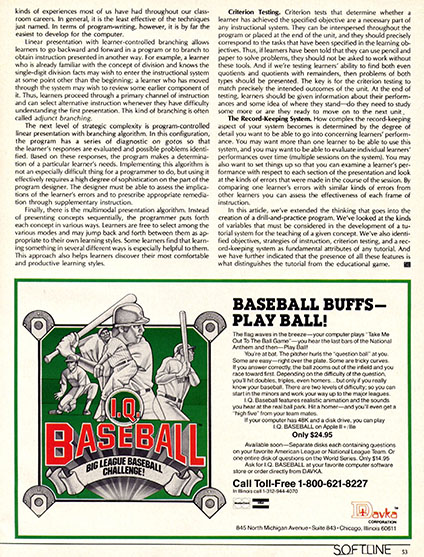 kinds of experiences most of us have had throughout our class-
room careers. In general, it is the least effective of the techniques
just named. In terms of program-writing, however, it is by far the
easiest to develop for the computer.
Linear presentation with learner-controlled branching allows
learners to go backward and forward in a program or to branch to
obtain instruction presented in another way. For example, a learner
who is already familiar with the concept of division and knows the
single-digit division facts may wish to enter the instruction system
at some point other than the beginning; a learner who has moved
through the system may wish to review some earlier component of
it. Thus, learners proceed through a primary channel of instruction
and can select alternative instruction whenever they have difficulty
understanding the first presentation. This kind of branching is often
called adjunct branching.
The next level of strategic complexity is program-controlled
linear presentation with branching algorithm. In this configuration,
the program has a series of diagnostic on gotos so that
the learner's responses are evaluated and possible problems identi-
fied. Based on these responses, the program makes a determina-
tion of a particular learner's needs. Implementing this algorithm is
not an especially difficult thing for a programmer to do, but using it
effectively requires a high degree of sophistication on the part of the
program designer. The designer must be able to assess the implica-
tions of the learner's errors and to prescribe appropriate remedia-
tion through supplementary instruction.
Finally, there is the multimodal presentation algorithm. Instead
of presenting concepts sequentially, the programmer puts forth
each concept in various ways. Learners are free to select among the
various modes and may jump back and forth between them as ap-
propriate to their own learning styles. Some learners find that learn-
ing something in several different ways is especially helpful to them.
This approach also helps learners discover their most comfortable
and productive learning styles.
Criterion Testing. Criterion tests that determine whether a
learner has achieved the specified objective are a necessary part of
any instructional system. They can be interspersed throughout the
program or placed at the end of the unit, and they should precisely
correspond to the tasks that have been specified in the learning ob-
jectives. Thus, if learners have been told that they can use pencil and
paper to solve problems, they should not be asked to work without
these tools. And if we're testing learners' ability to find both even
quotients and quotients with remainders, then problems of both
types should be presented. The key is for the criterion testing to
match precisely the intended outcomes of the unit. At the end of
testing, learners should be given information about their perform-
ances and some idea of where they stand—do they need to study
some more or are they ready to move on to the next unit.
The Record-Keeping System. How complex the record-keeping
aspect of your system becomes is determined by the degree of
detail you want to be able to go into concerning learners' perform-
ance. You may want more than one learner to be able to use this
system, and you may want to be able to evaluate individual learners'
performances over time (multiple sessions on the system). You may
also want to set things up so that you can examine a learner's per-
formance with respect to each section of the presentation and look
at the kinds of errors that were made in the course of the session. By
comparing one learner's errors with similar kinds of errors from
other learners you can assess the effectiveness of each frame of
instruction.
In this article, we've extended the thinking that goes into the
creation of a drill-and-practice program. We've looked at the kinds
of variables that must be considered in the development of a tu-
torial system for the teaching of a given concept. We've also identi-
fied objectives, strategies of instruction, criterion testing, and a rec-
ord-keeping system as fundamental attributes of any tutorial. And
we have further indicated that the presence of all these features is
what distinguishes the tutorial from the educational game.
I.Q.
BASEBALL
BIG LEAGUE BASEBALL
CHALLENGE!
BASEBALL BUFFS—
PLAY BALL!
The flag waves in the breeze—your computer plays "Take Me
Out To The Ball Game"—you hear the last bars of the National
Anthem and then—Play Ball!
You're at bat. The pitcher hurls the "question ball" at you.
Some are easy—right over the plate. Some are tricky curves.
If you answer correctly, the ball zooms out of the infield and you
race toward first. Depending on the difficulty of the question,
you'll hit doubles, triples, even homers... but only if you really
know your baseball. There are two levels of difficulty; so you can
start in the minors and work your way up to the major leagues.
I.Q. Baseball features realistic animation and the sounds
you hear at the real ball park. Hit a homer—and you'll even get a
"high five" from your team mates.
If your computer has 48K and a disk drive, you can play
I.Q. BASEBALL on Apple II+/IIe
Only $24.95
Available soon—Separate disks each containing questions
on your favorite American League or National League Team. Or
one entire disk of questions on the World Series. Only $14.95
Ask for I.Q. BASEBALL at your favorite computer software
store or order directly from DAVKA.
Call Toll-Free 1-800-621-8227
In Illinois call 1-312-944-4070
Davka
CORPORATION
845 North Michigan Avenue • Suite 843 • Chicago, Illinois 60611
SOFTLINE 53